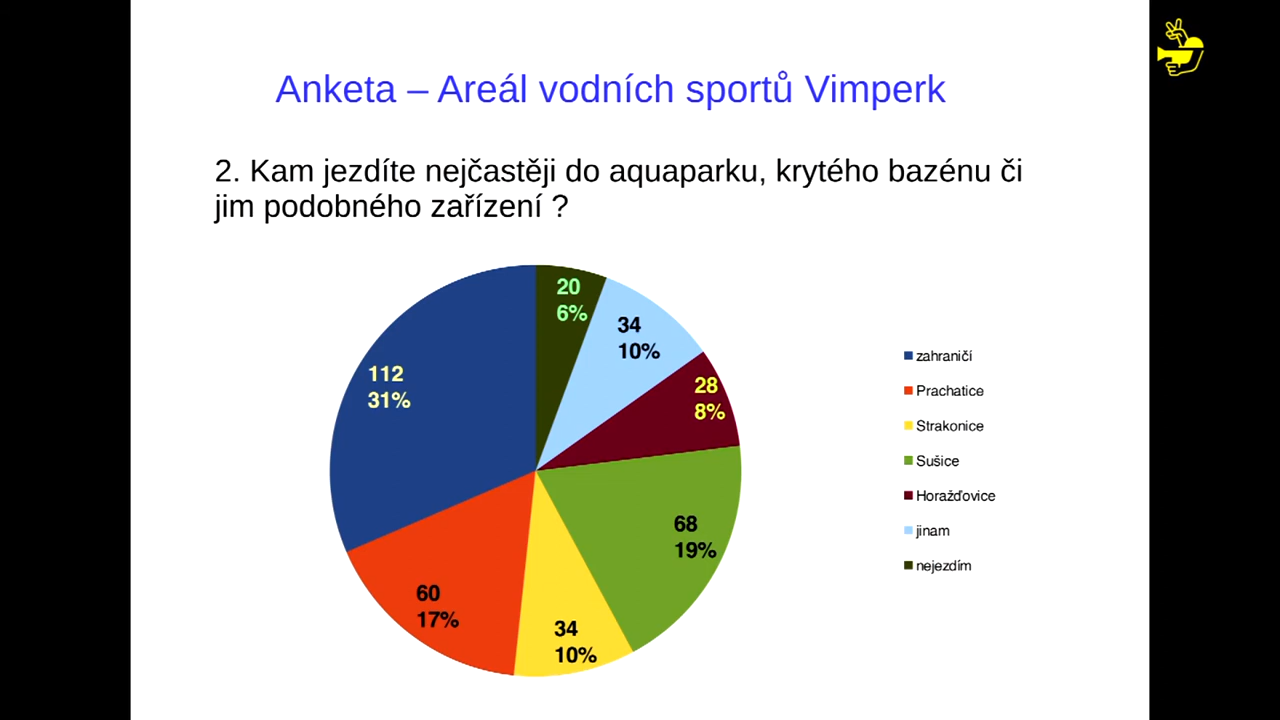 Anketa – Areál vodních sportů Vimperk
2. Kam jezdíte nejčastěji do aquaparku, krytého bazénu či
jim podobného zařízení ?
20
6%
34
10%
28
8%
112
31%
68
19%
60
17%
34
10%
zahraničí
Prachatice
Strakonice
Sušice
Horažďovice
jinam
nejezdím